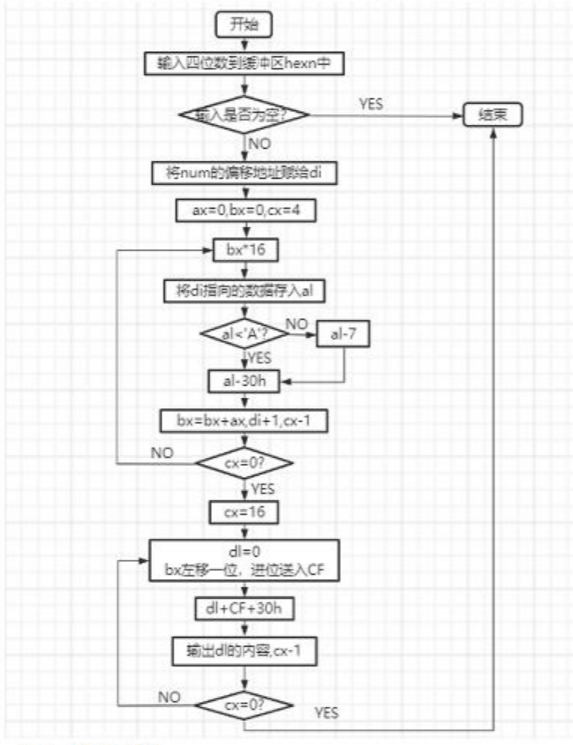 开始
输入四位数到缓冲区hexn中
输入是否为空?
YES
结束
NO
将num的偏移地址赋给di
ax=0,bx=0,cx=4
bx*16
将di指向的数据存入al
al<'A'?
NO
al-7
YES
al-30h
bx=bx+ax,di+1,cx-1
NO
cx=0?
YES
cx=16
dl=0
bx左移一位，进位送入CF
dl+CF+30h
输出dl的内容,cx-1
NO
cx=0?
YES